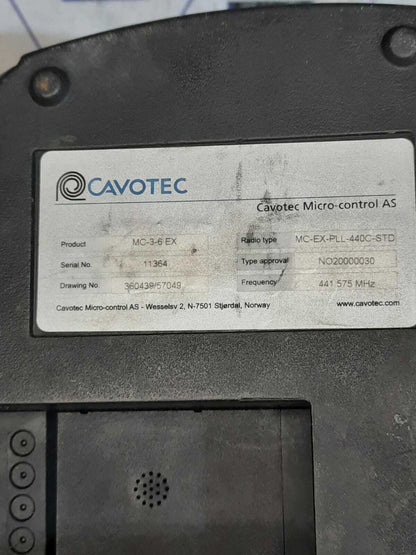 CAVOTEC
Cavotec Micro-control AS
Product MC-3-6 EX Radio type MC-EX-PLL-440C-STD
Serial No. 11364 Type approval NO20000030
Drawing No. 360439/57049 Frequency 441 575 MHz
Cavotec Micro-control AS - Wesselsv 2, N-7501 Stjørdal, Norway www.cavotec.com